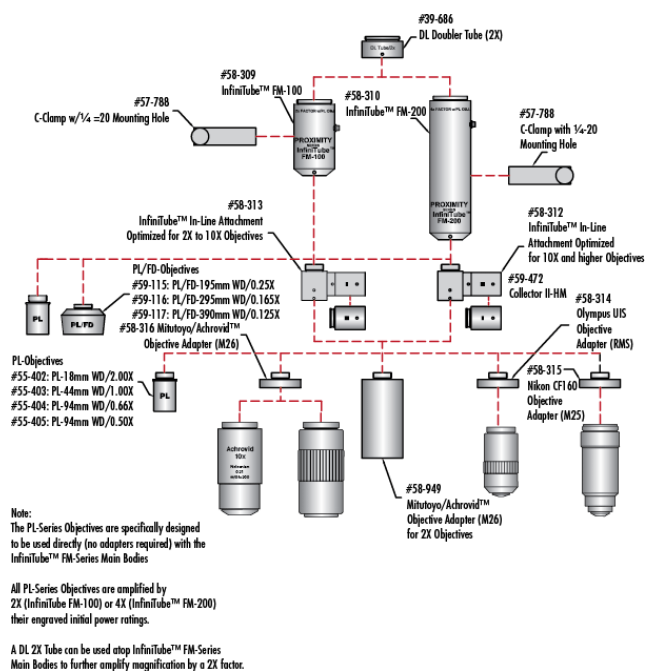 #39-686
DL Doubler Tube (2X)
DL Tube/2x
#58-309
InfiniTube™ FM-100
#58-310
InfiniTube™ FM-200
#57-788
C-Clamp w/¼ =20 Mounting Hole
#57-788
C-Clamp with ¼-20
Mounting Hole
PROXIMITY
InfiniTube
FM-100
PROXIMITY
InfiniTube
FM-200
#58-313
InfiniTube™ In-Line Attachment
Optimized for 2X to 10X Objectives
#58-312
InfiniTube™ In-Line
Attachment Optimized
for 10X and higher Objectives
#59-472
Collector II-HM
PL
PL/FD
PL/FD-Objectives
#59-115: PL/FD-195mm WD/0.25X
#59-116: PL/FD-295mm WD/0.165X
#59-117: PL/FD-390mm WD/0.125X
#58-316 Mitutoyo/Achrovid™
Objective Adapter (M26)
#58-314
Olympus UIS
Objective
Adapter (RMS)
#58-315
Nikon CF160
Objective
Adapter (M25)
PL-Objectives
#55-402: PL-18mm WD/2.00X
#55-403: PL-44mm WD/1.00X
#55-404: PL-94mm WD/0.66X
#55-405: PL-94mm WD/0.50X
PL
Achrovid
10x
#58-949
Mitutoyo/Achrovid™
Objective Adapter (M26)
for 2X Objectives
Note:
The PL-Series Objectives are specifically designed
to be used directly (no adapters required) with the
InfiniTube™ FM-Series Main Bodies
All PL-Series Objectives are amplified by
2X (InfiniTube FM-100) or 4X (InfiniTube™ FM-200)
their engraved initial power ratings.
A DL 2X Tube can be used atop InfiniTube™ FM-Series
Main Bodies to further amplify magnification by a 2X factor.